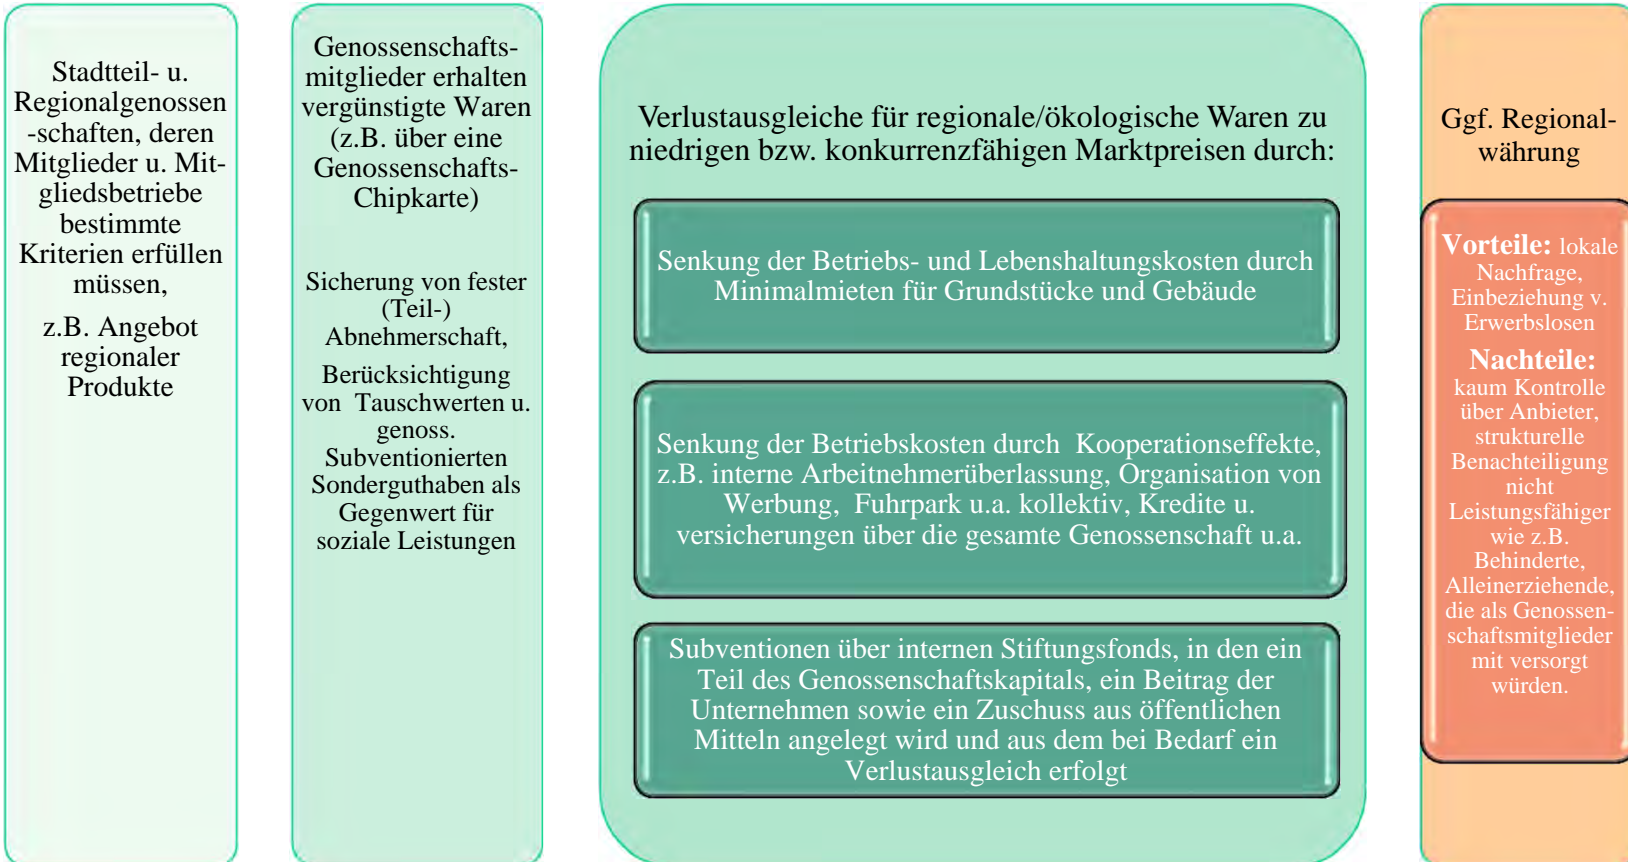 Stadtteil- u.
Regionalgenossen
-schaften, deren
Mitglieder u. Mit-
gliedsbetriebe
bestimmte
Kriterien erfüllen
müssen,
z.B. Angebot
regionaler
Produkte
Genossenschafts-
mitglieder erhalten
vergünstigte Waren
(z.B. über eine
Genossenschafts-
Chipkarte)
Sicherung von fester
(Teil-)
Abnehmerschaft,
Berücksichtigung
von Tauschwerten u.
genoss.
Subventionierten
Sonderguthaben als
Gegenwert für
soziale Leistungen
Verlustausgleiche für regionale/ökologische Waren zu
niedrigen bzw. konkurrenzfähigen Marktpreisen durch:
Senkung der Betriebs- und Lebenshaltungskosten durch
Minimalmieten für Grundstücke und Gebäude
Senkung der Betriebskosten durch Kooperationseffekte,
z.B. interne Arbeitnehmerüberlassung, Organisation von
Werbung, Fuhrpark u.a. kollektiv, Kredite u.
versicherungen über die gesamte Genossenschaft u.a.
Subventionen über internen Stiftungsfonds, in den ein
Teil des Genossenschaftskapitals, ein Beitrag der
Unternehmen sowie ein Zuschuss aus öffentlichen
Mitteln angelegt wird und aus dem bei Bedarf ein
Verlustausgleich erfolgt
Ggf. Regional-
währung
Vorteile: lokale
Nachfrage,
Einbeziehung v.
Erwerbslosen
Nachteile:
kaum Kontrolle
über Anbieter,
strukturelle
Benachteiligung
nicht
Leistungsfähiger
wie z.B.
Behinderte,
Alleinerziehende,
die als Genossen-
schaftsmitglieder
mit versorgt
würden.